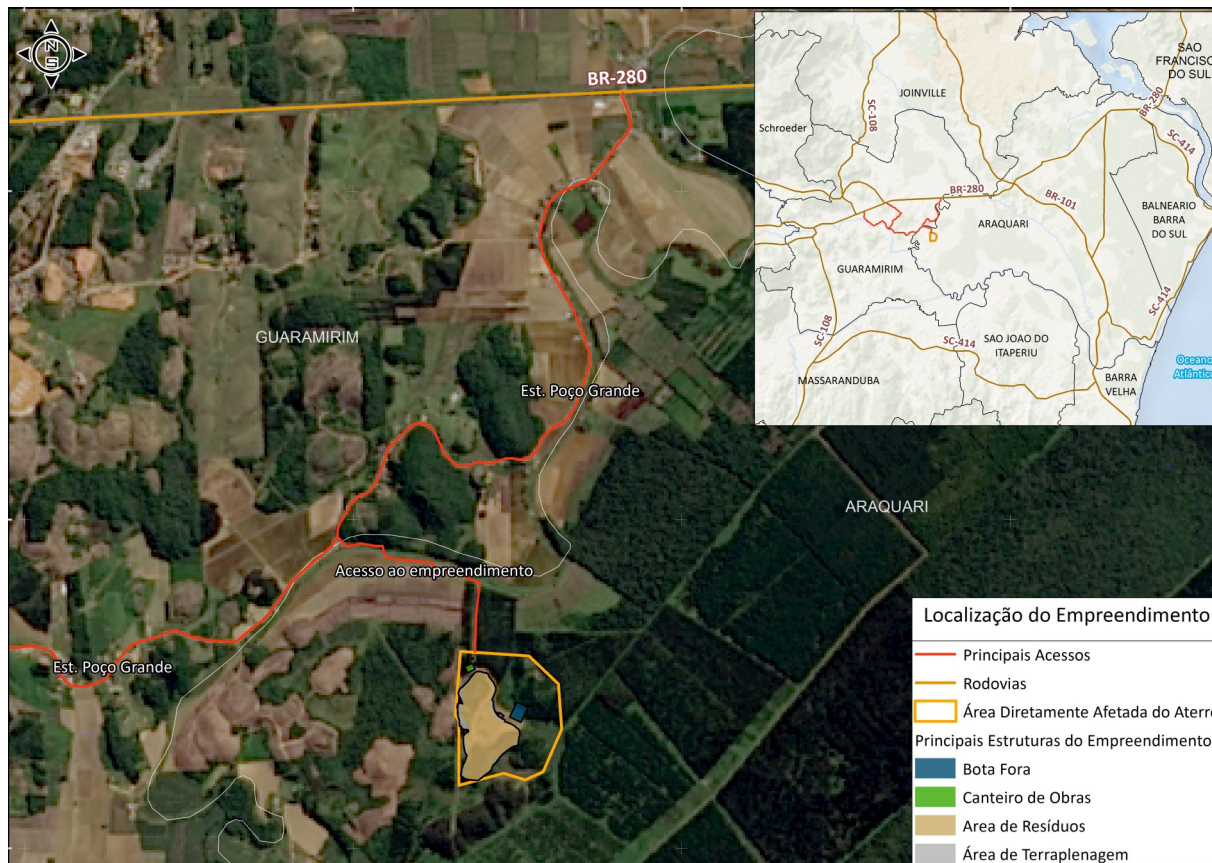 N
S
BR-280
GUARAMIRIM
Est. Poço Grande
ARAQUARI
Acesso ao empreendimento
Est. Poço Grande
SAO
FRANCISCO
DO SUL
JOINVILLE
BR-280
SC-108
SC-414
Schroeder
BR-280
BR-101
BALNEARIO
BARRA
DO SUL
ARAQUARI
D
GUARAMIRIM
SC-414
SC-108
SC-414
SAO JOAO DO
ITAPERIU
MASSARANDUBA
BARRA
VELHA
Oceano
Atlântico
Localização do Empreendimento
Principais Acessos
Rodovias
Área Diretamente Afetada do Aterro
Principais Estruturas do Empreendimento
Bota Fora
Canteiro de Obras
Area de Resíduos
Área de Terraplenagem